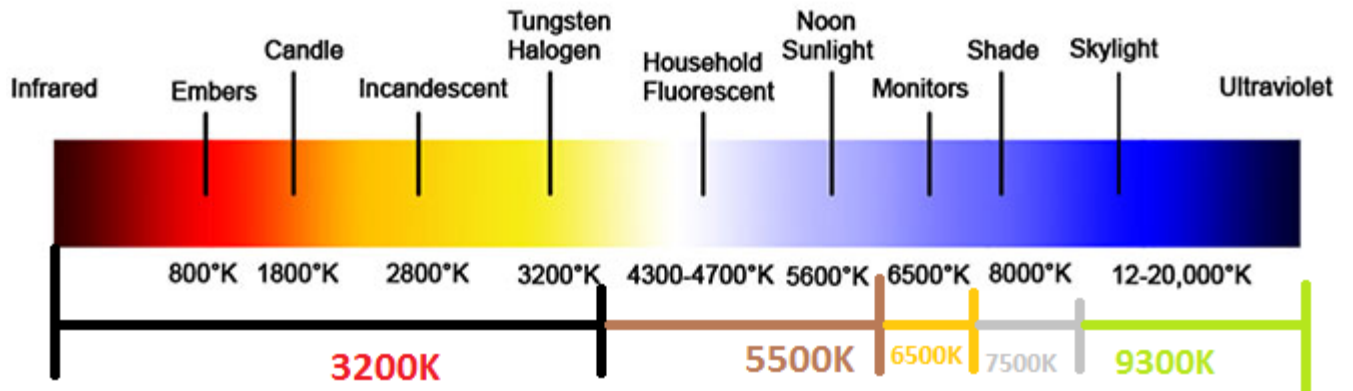 Infrared
Embers
Candle
Incandescent
Tungsten
Halogen
Household
Fluorescent
Noon
Sunlight
Monitors
Shade
Skylight
Ultraviolet
800°K 1800°K 2800°K 3200°K 4300-4700°K 5600°K 6500°K 8000°K 12-20,000°K
3200K 5500K 6500K 7500K 9300K